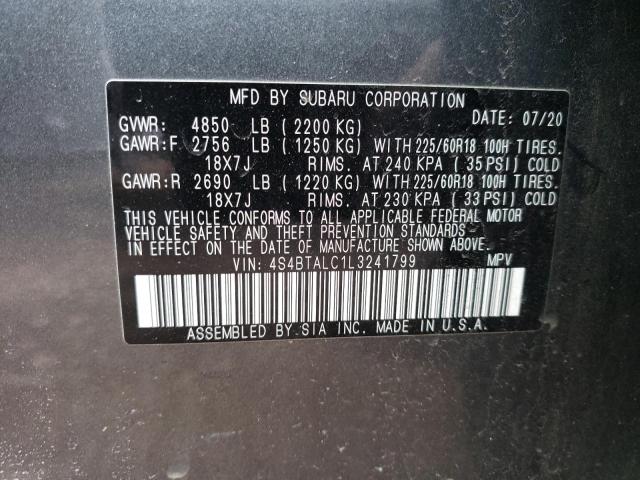 MFD BY SUBARU CORPORATION
DATE: 07/20
GVWR: 4850 LB ( 2200 KG)
GAWR:F 2756 LB ( 1250 KG) WITH 225/60R18 100H TIRES.
18X7J RIMS. AT 240 KPA ( 35 PSI) COLD
GAWR:R 2690 LB ( 1220 KG) WITH 225/60R18 100H TIRES.
18X7J RIMS. AT 230 KPA ( 33 PSI) COLD
THIS VEHICLE CONFORMS TO ALL APPLICABLE FEDERAL MOTOR
VEHICLE SAFETY AND THEFT PREVENTION STANDARDS
IN EFFECT ON THE DATE OF MANUFACTURE SHOWN ABOVE.
VIN: 4S4BTALC1L3241799 MPV
ASSEMBLED BY SIA INC. MADE IN U.S.A.